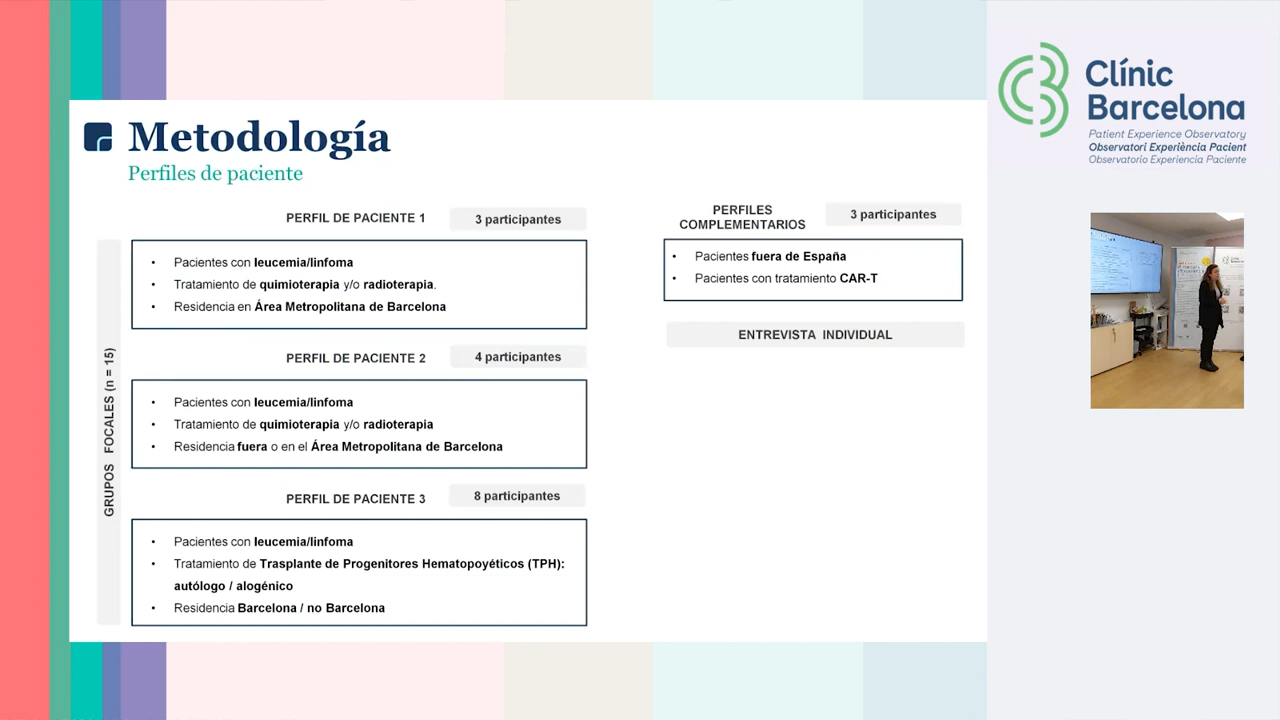 Metodología
Perfiles de paciente
GRUPOS FOCALES (n = 15)
PERFIL DE PACIENTE 1
3 participantes
• Pacientes con leucemia/linfoma
• Tratamiento de quimioterapia y/o radioterapia.
• Residencia en Área Metropolitana de Barcelona
PERFIL DE PACIENTE 2
4 participantes
• Pacientes con leucemia/linfoma
• Tratamiento de quimioterapia y/o radioterapia
• Residencia fuera o en el Área Metropolitana de Barcelona
PERFIL DE PACIENTE 3
8 participantes
• Pacientes con leucemia/linfoma
• Tratamiento de Trasplante de Progenitores Hematopoyéticos (TPH):
autólogo / alogénico
• Residencia Barcelona / no Barcelona
PERFILES
COMPLEMENTARIOS
3 participantes
• Pacientes fuera de España
• Pacientes con tratamiento CAR-T
ENTREVISTA INDIVIDUAL
Clínic
Barcelona
Patient Experience Observatory
Observatori Experiència Pacient
Observatorio Experiencia Paciente
Clínic
Barcelona